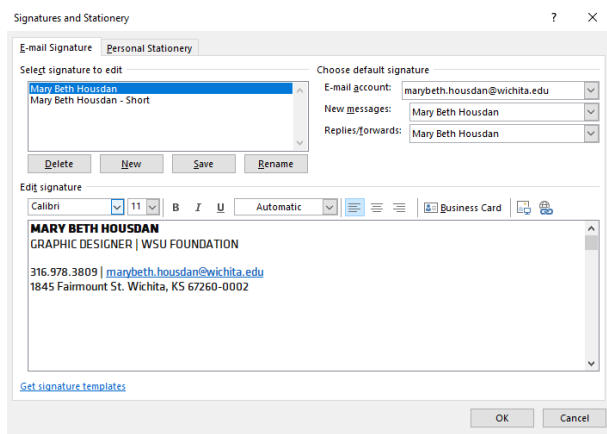 Signatures and Stationery ? ×
E-mail Signature Personal Stationery
Select signature to edit
Mary Beth Housdan
Mary Beth Housdan - Short
Delete New Save Rename
Choose default signature
E-mail account: marybeth.housdan@wichita.edu
New messages: Mary Beth Housdan
Replies/forwards: Mary Beth Housdan
Edit signature
Calibri 11 B I U Automatic Business Card
MARY BETH HOUSDAN
GRAPHIC DESIGNER | WSU FOUNDATION
316.978.3809 | marybeth.housdan@wichita.edu
1845 Fairmount St. Wichita, KS 67260-0002
Get signature templates
OK Cancel